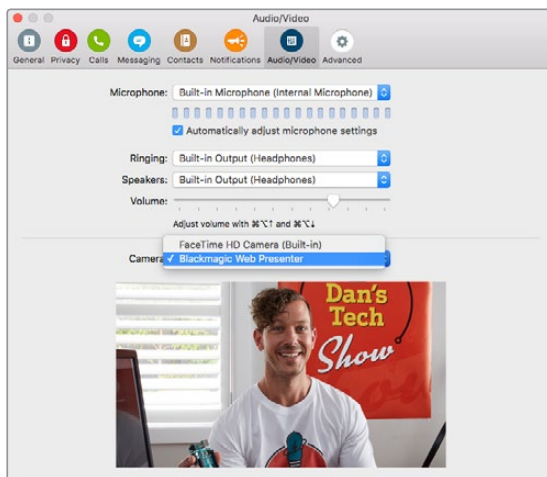 Audio/Video
General Privacy Calls Messaging Contacts Notifications Audio/Video Advanced
Microphone: Built-in Microphone (Internal Microphone)
Automatically adjust microphone settings
Ringing: Built-in Output (Headphones)
Speakers: Built-in Output (Headphones)
Volume:
Adjust volume with ⌘⌥↑ and ⌘⌥↓
FaceTime HD Camera (Built-in)
Camera ✓ Blackmagic Web Presenter
Dan's
Tech
Show